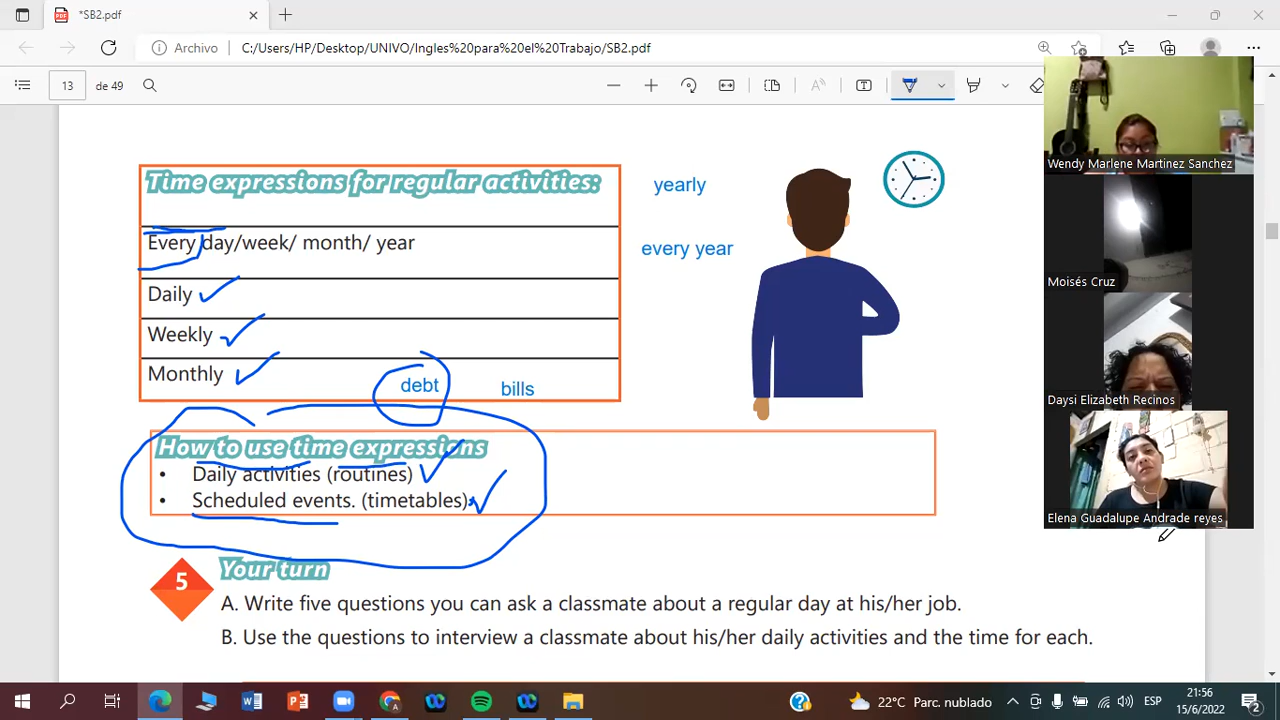 *SB2.pdf
Archivo
C:/Users/HP/Desktop/UNIVO/Ingles%20para%20el%20Trabajo/SB2.pdf
13
de 49
Time expressions for regular activities:
yearly
Every day/week/ month/ year
every year
Daily
Weekly
Monthly
debt
bills
How to use time expressions
• Daily activities (routines)
• Scheduled events. (timetables)
5
Your turn
A. Write five questions you can ask a classmate about a regular day at his/her job.
B. Use the questions to interview a classmate about his/her daily activities and the time for each.
Wendy Marlene Martinez Sanchez
Moisés Cruz
Daysi Elizabeth Recinos
Elena Guadalupe Andrade reyes
22°C Parc. nublado
ESP
21:56
15/6/2022
2